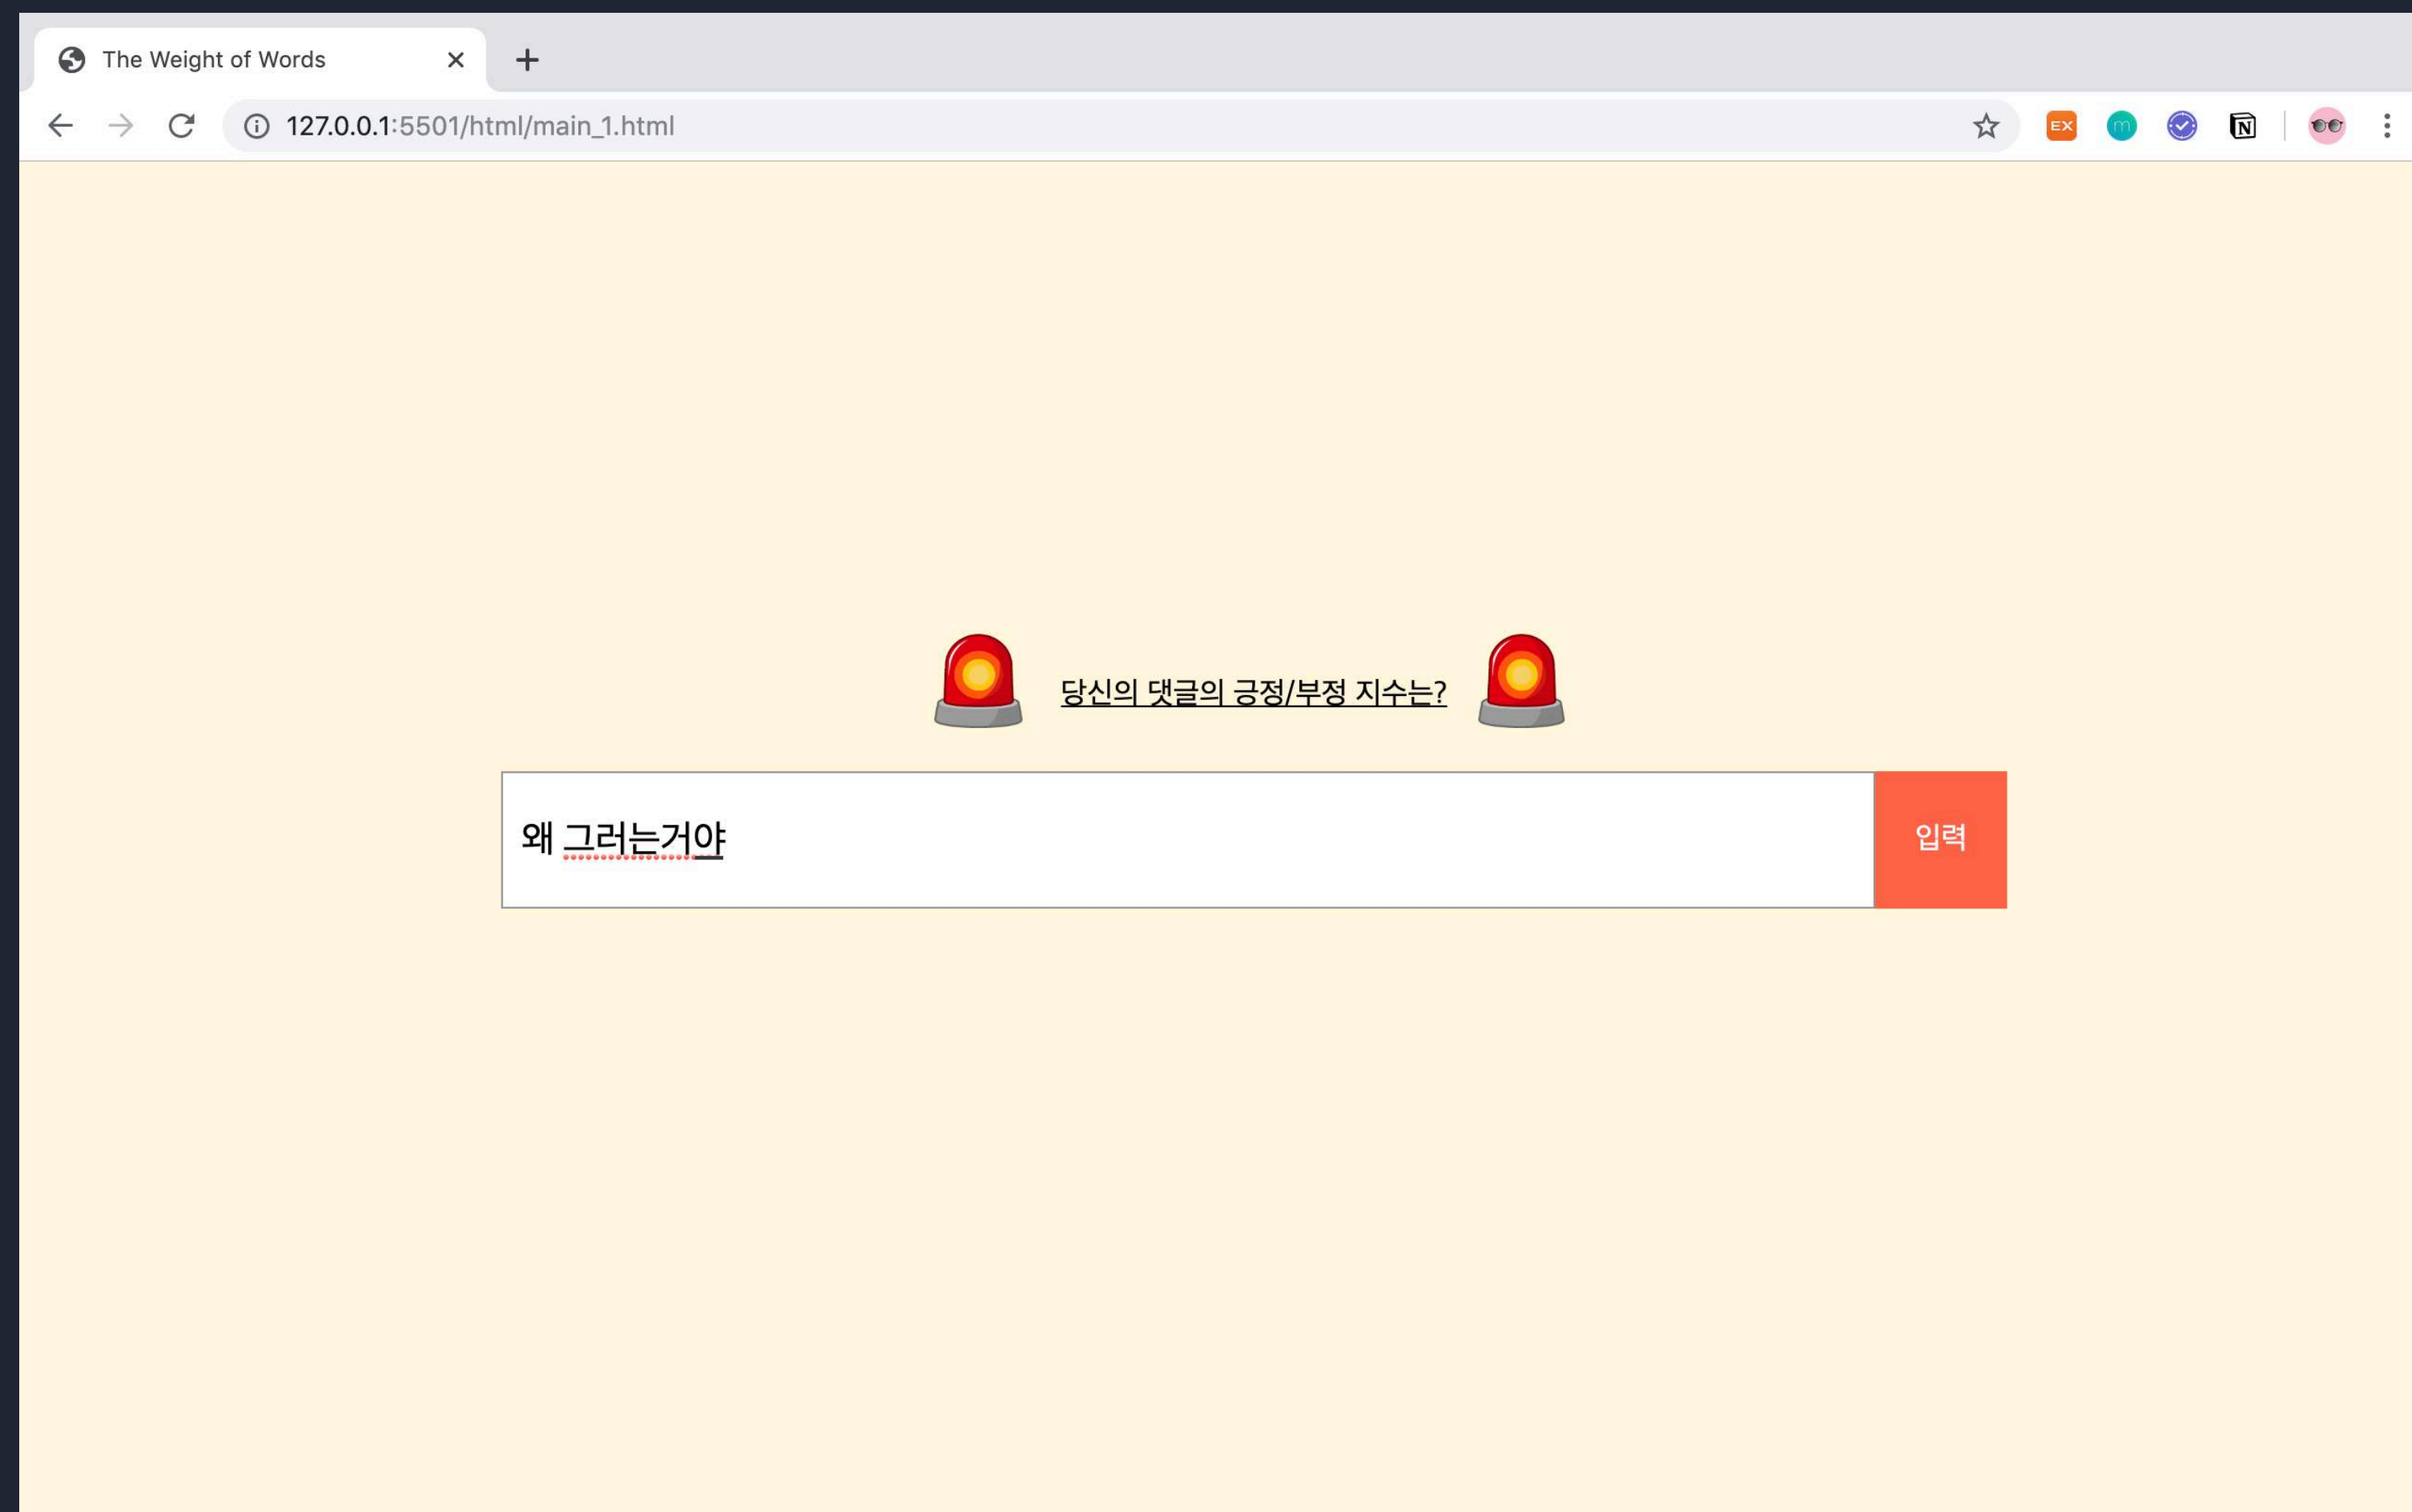 The Weight of Words
127.0.0.1:5501/html/main_1.html
EX
m
N
당신의 댓글의 긍정/부정 지수는?
왜 그러는거야
입력